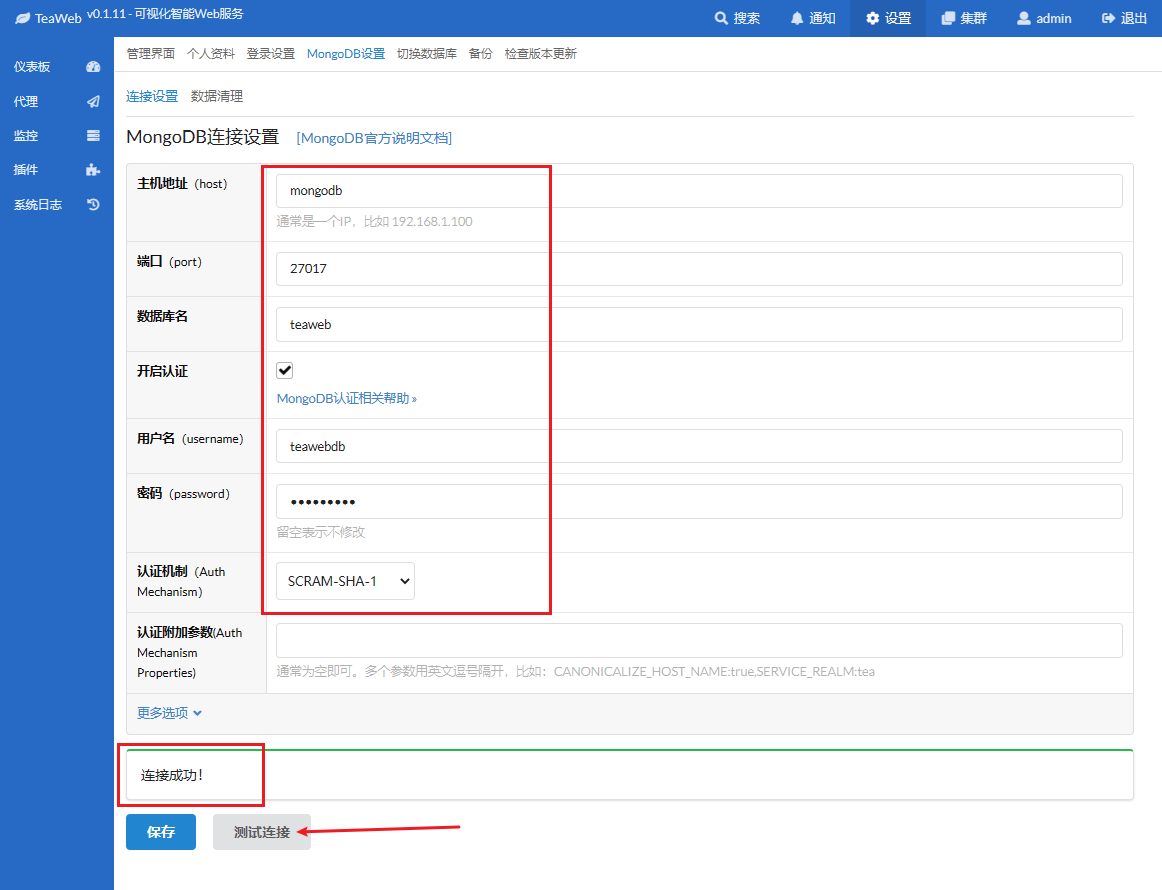 TeaWeb v0.1.11 - 可视化智能Web服务
搜索 通知 设置 集群 admin 退出
仪表板
代理
监控
插件
系统日志
管理界面 个人资料 登录设置 MongoDB设置 切换数据库 备份 检查版本更新
连接设置 数据清理
MongoDB连接设置 [MongoDB官方说明文档]
主机地址（host）
mongodb
通常是一个IP，比如 192.168.1.100
端口（port）
27017
数据库名
teaweb
开启认证
MongoDB认证相关帮助 »
用户名（username）
teawebdb
密码（password）
•••••••••
留空表示不修改
认证机制（Auth
Mechanism）
SCRAM-SHA-1
认证附加参数(Auth
Mechanism
Properties)
通常为空即可。多个参数用英文逗号隔开，比如：CANONICALIZE_HOST_NAME:true,SERVICE_REALM:tea
更多选项
连接成功！
保存 测试连接